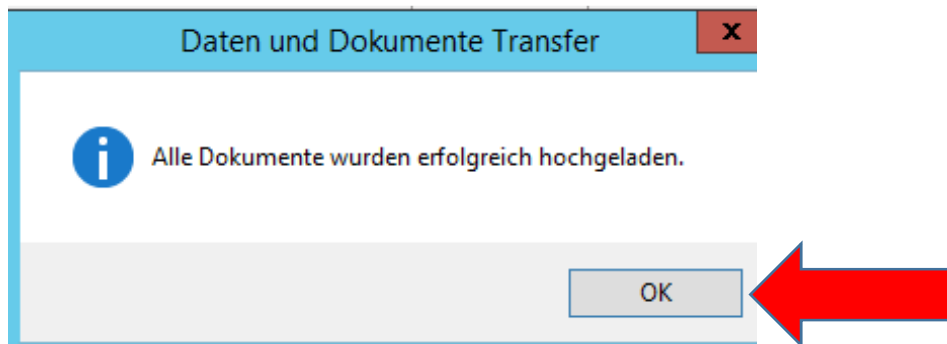 Daten und Dokumente Transfer
x
Alle Dokumente wurden erfolgreich hochgeladen.
OK